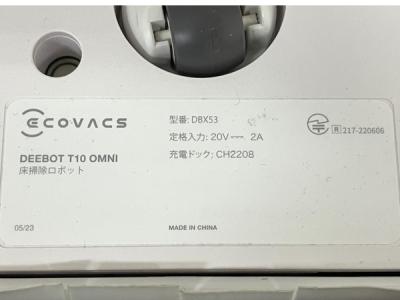 ECOVACS
DEEBOT T10 OMNI
床掃除ロボット
型番: DBX53
定格入力: 20V⎓ 2A
充電ドック: CH2208
R 217-220606
05/23
MADE IN CHINA